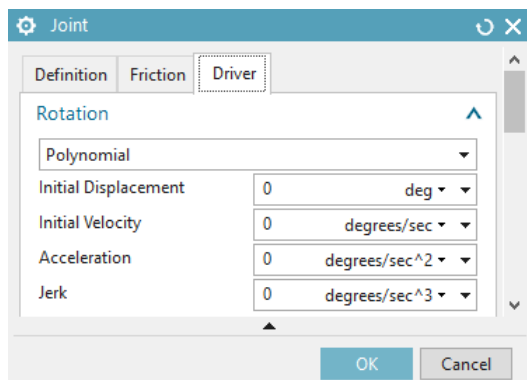 Joint
Definition Friction Driver
Rotation
Polynomial
Initial Displacement 0 deg
Initial Velocity 0 degrees/sec
Acceleration 0 degrees/sec^2
Jerk 0 degrees/sec^3
OK Cancel